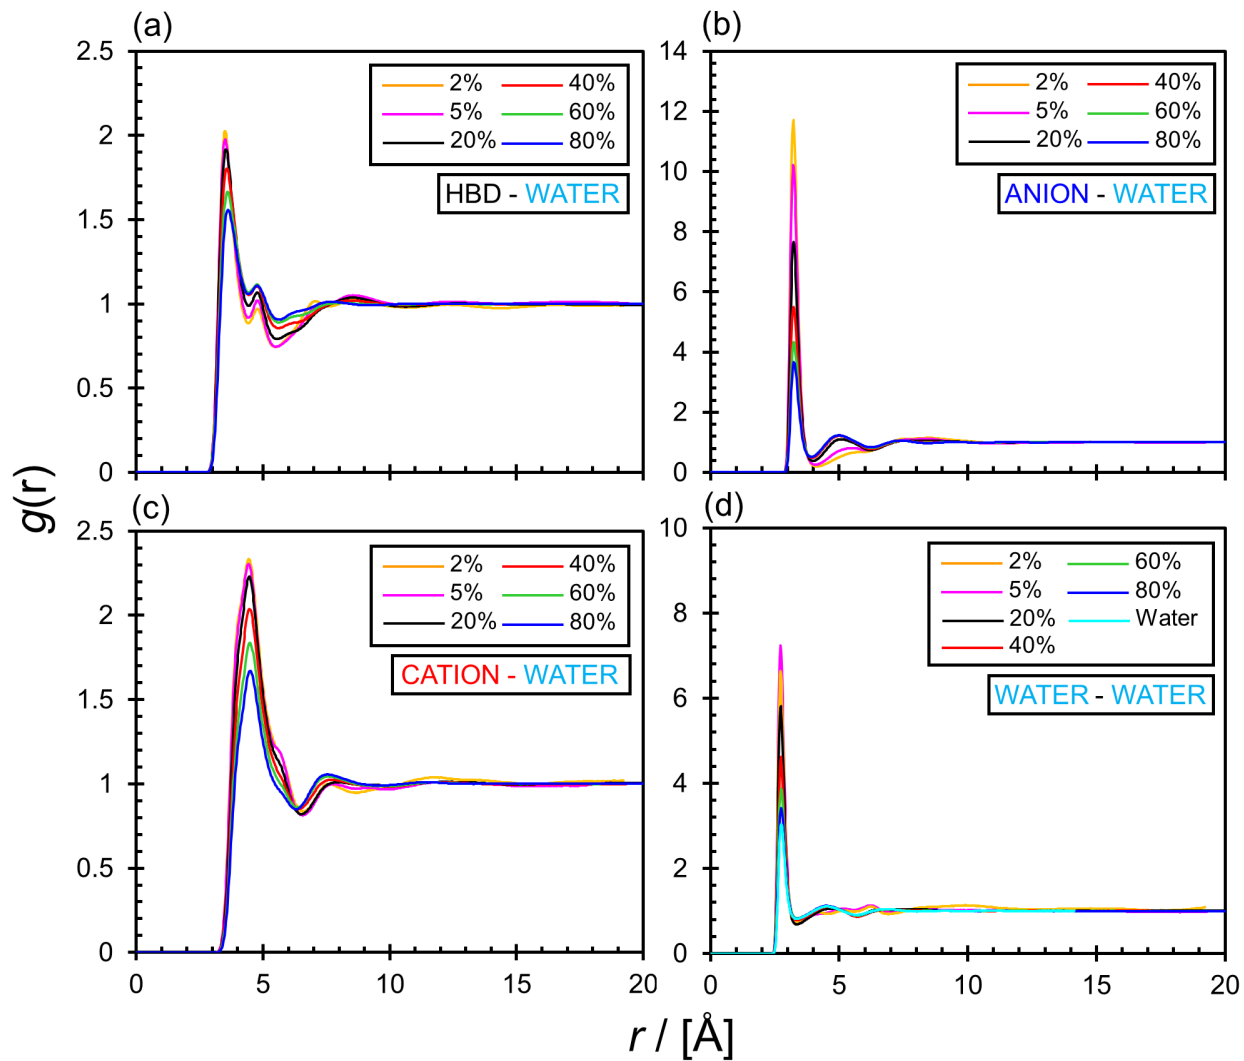 (a)
2.5
2
1.5
1
0.5
0
2% 40%
5% 60%
20% 80%
HBD - WATER
(b)
14
12
10
8
6
4
2
0
2% 40%
5% 60%
20% 80%
ANION - WATER
g(r)
(c)
2.5
2
1.5
1
0.5
0
0 5 10 15 20
2% 40%
5% 60%
20% 80%
CATION - WATER
(d)
10
8
6
4
2
0
0 5 10 15 20
2% 60%
5% 80%
20% Water
40%
WATER - WATER
r / [Å]